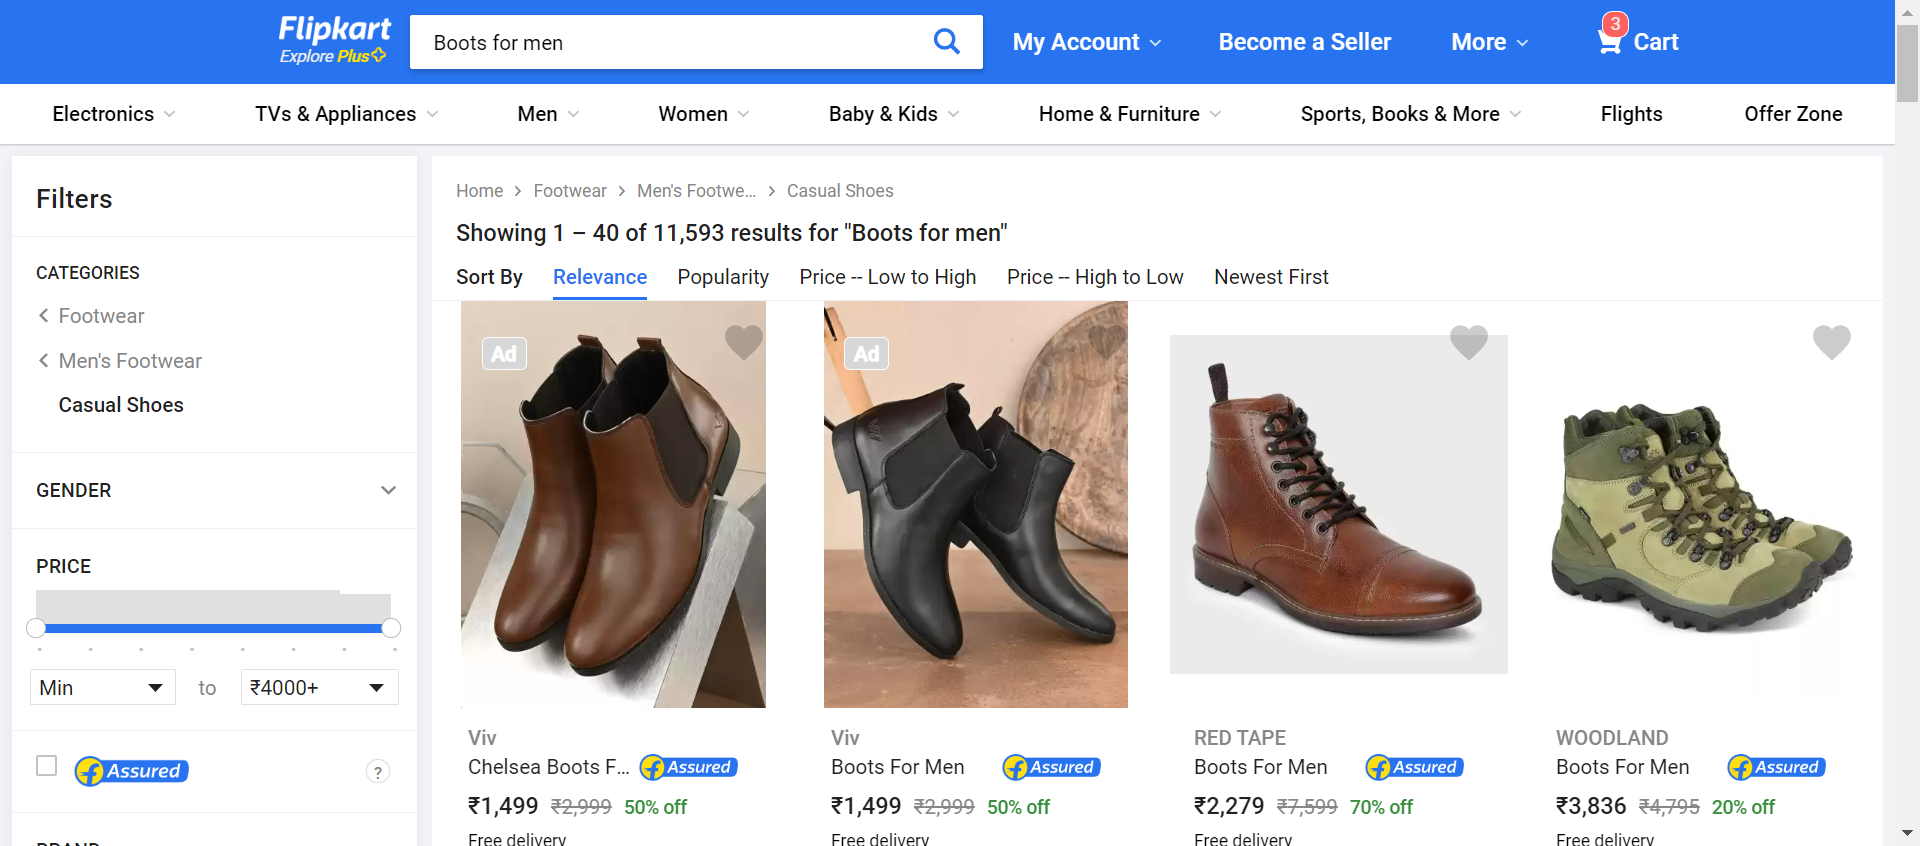 Flipkart
Explore Plus
Boots for men
My Account
Become a Seller
More
3
Cart
Electronics
TVs & Appliances
Men
Women
Baby & Kids
Home & Furniture
Sports, Books & More
Flights
Offer Zone
Filters
CATEGORIES
Footwear
Men's Footwear
Casual Shoes
GENDER
PRICE
Min
to
₹4000+
Assured
?
BRAND
Home
Footwear
Men's Footwe...
Casual Shoes
Showing 1 – 40 of 11,593 results for "Boots for men"
Sort By
Relevance
Popularity
Price -- Low to High
Price -- High to Low
Newest First
Ad
Viv
Chelsea Boots F...
Assured
₹1,499 ₹2,999 50% off
Free delivery
Ad
Viv
Boots For Men
Assured
₹1,499 ₹2,999 50% off
Free delivery
RED TAPE
Boots For Men
Assured
₹2,279 ₹7,599 70% off
Free delivery
WOODLAND
Boots For Men
Assured
₹3,836 ₹4,795 20% off
Free delivery